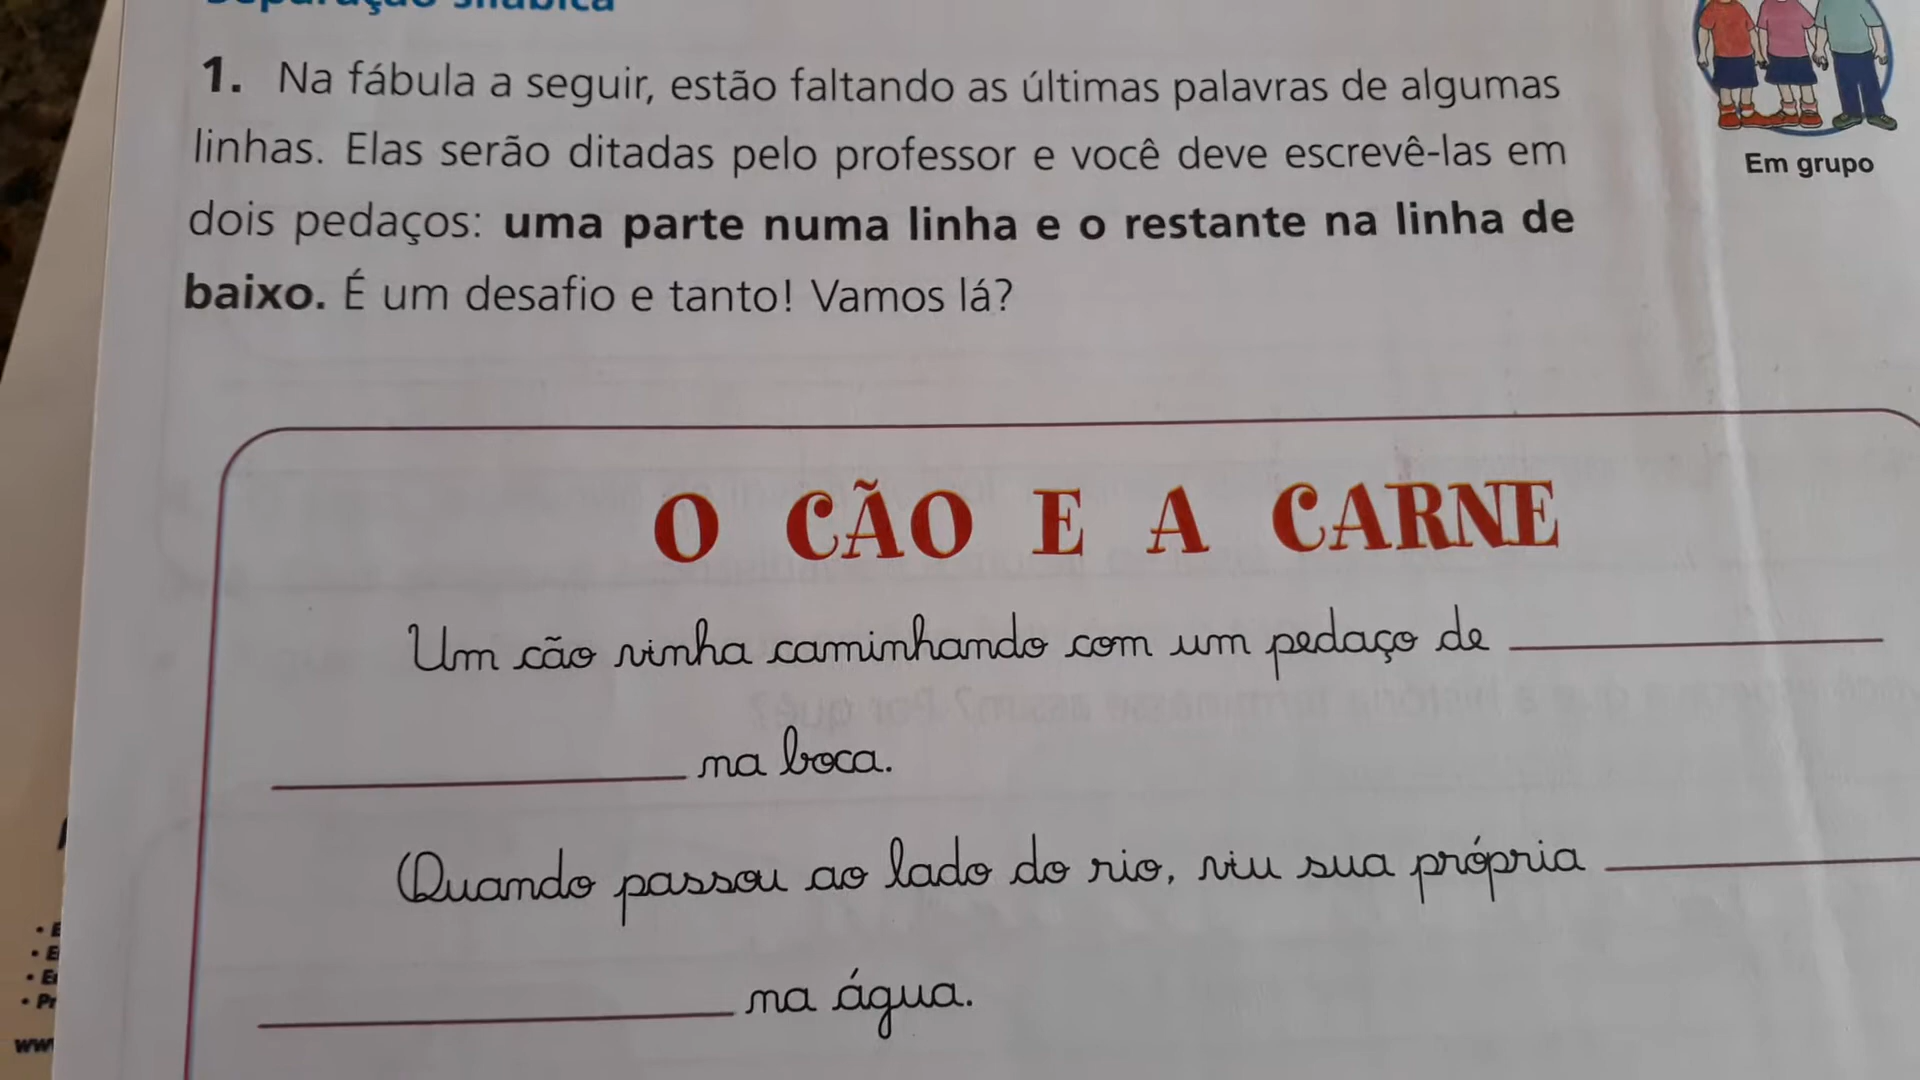 Separação silábica
1. Na fábula a seguir, estão faltando as últimas palavras de algumas
linhas. Elas serão ditadas pelo professor e você deve escrevê-las em
dois pedaços: uma parte numa linha e o restante na linha de
baixo. É um desafio e tanto! Vamos lá?
Em grupo
O CÃO E A CARNE
Um cão vinha caminhando com um pedaço de
na boca.
Quando passou ao lado do rio, viu sua própria
na água.